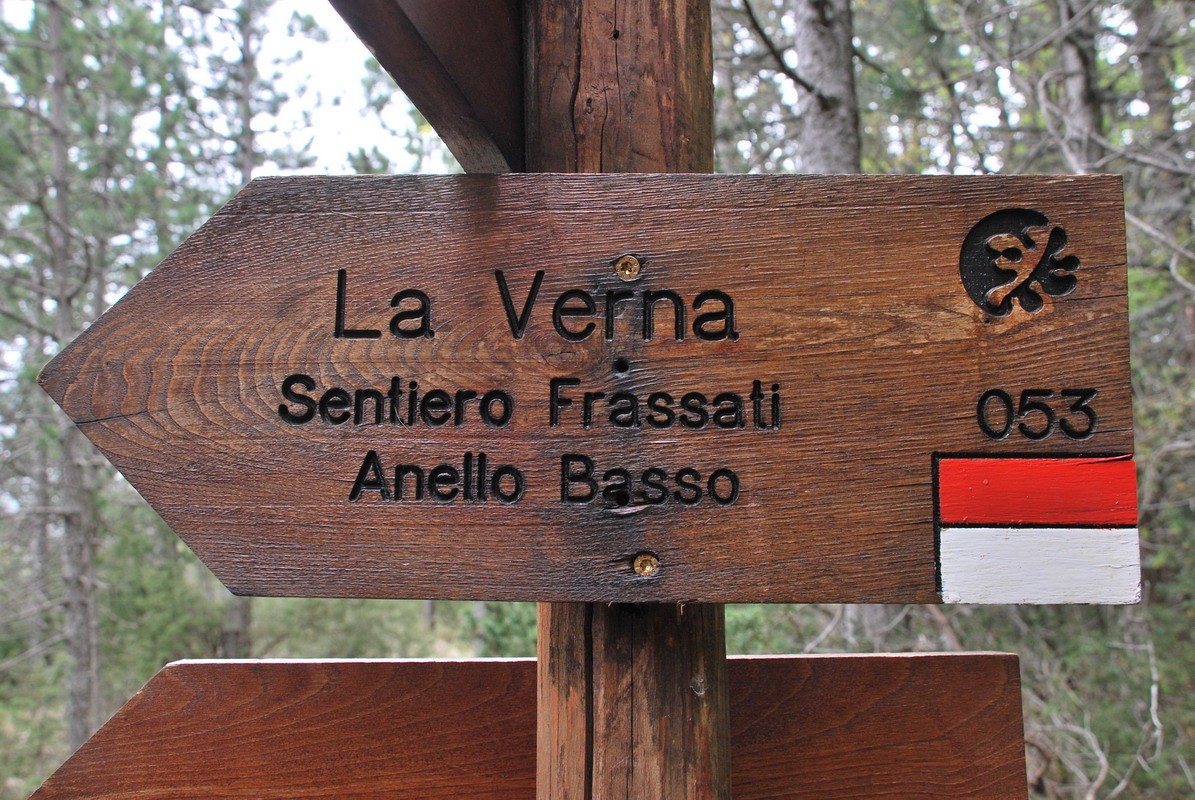 La Verna
Sentiero Frassati
Anello Basso
053